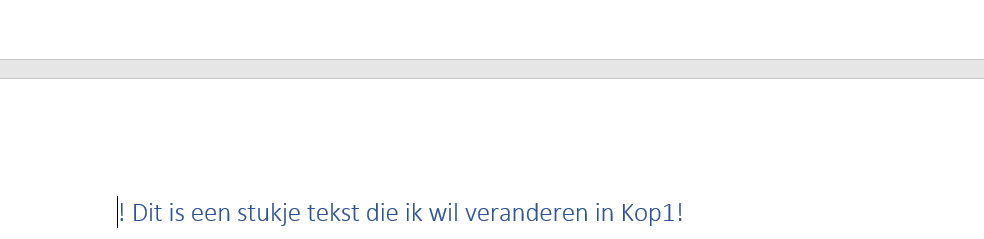 ! Dit is een stukje tekst die ik wil veranderen in Kop1!